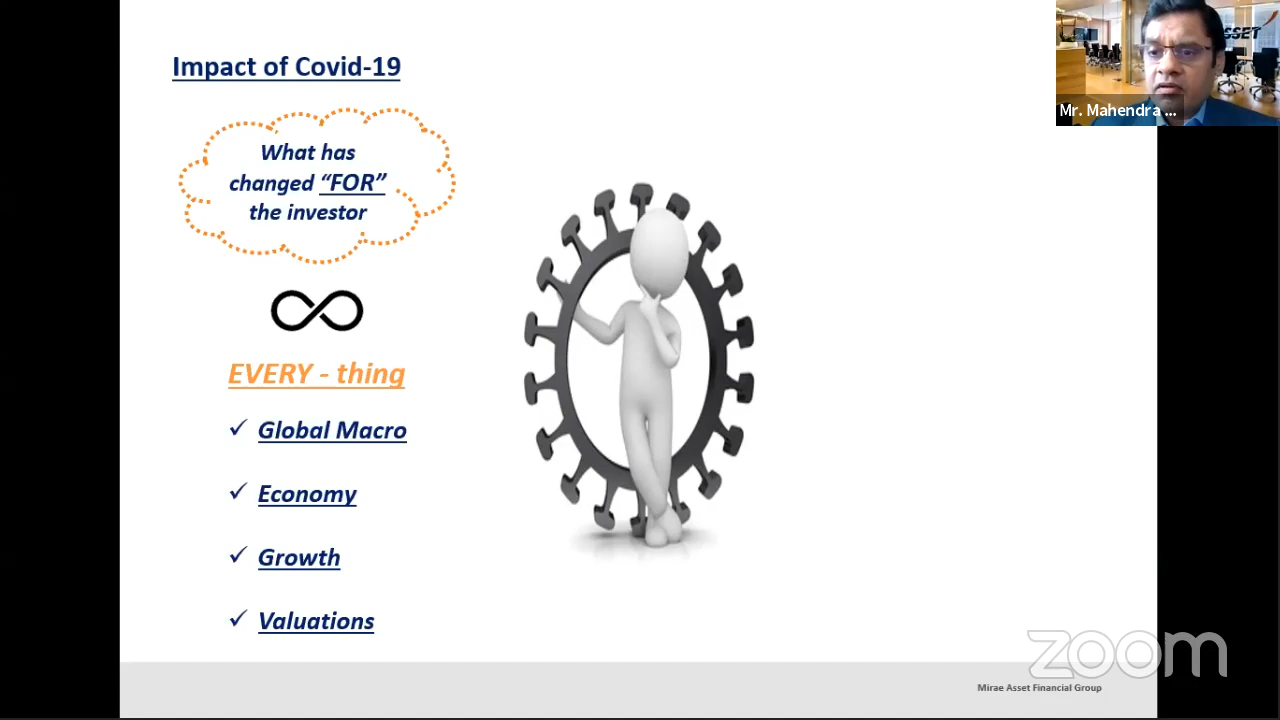 Impact of Covid-19
What has
changed “FOR”
the investor
EVERY - thing
✓ Global Macro
✓ Economy
✓ Growth
✓ Valuations
SSET
Mr. Mahendra ...
zoom
Mirae Asset Financial Group